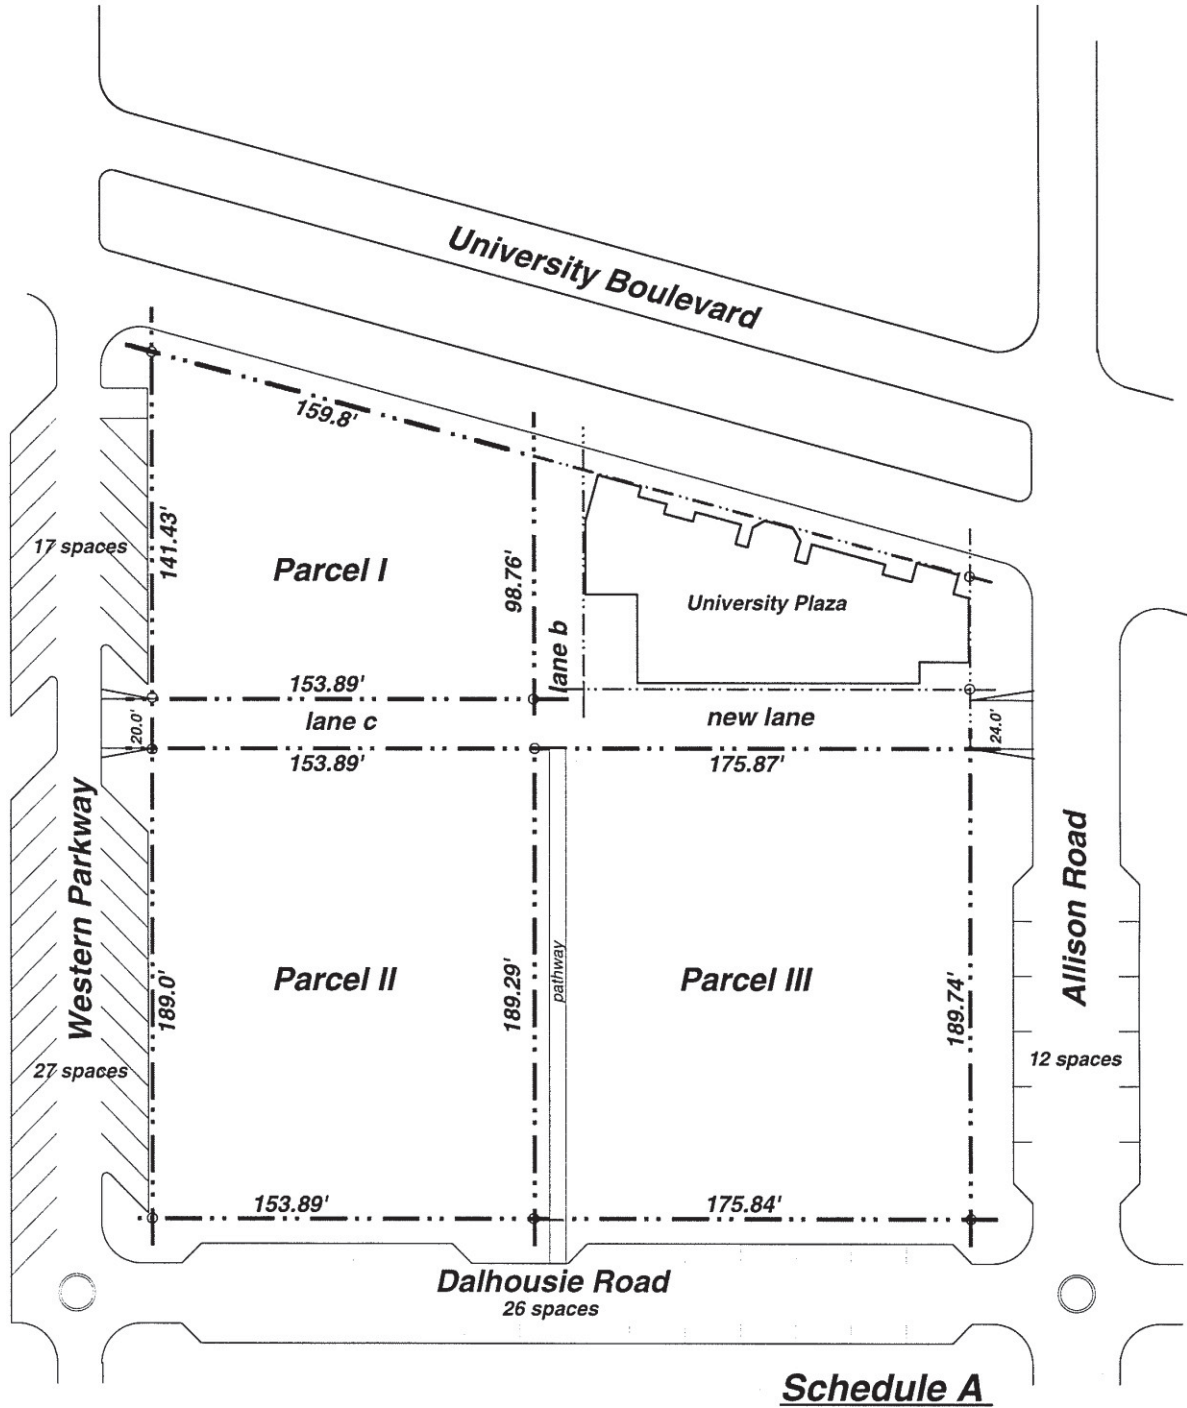 University Boulevard
159.8'
141.43'
17 spaces
Parcel I
98.76'
University Plaza
lane b
153.89'
lane c
new lane
20.0'
24.0'
153.89'
175.87'
Western Parkway
Allison Road
pathway
Parcel II
Parcel III
189.0'
189.29'
189.74'
27 spaces
12 spaces
153.89'
175.84'
Dalhousie Road
26 spaces
Schedule A